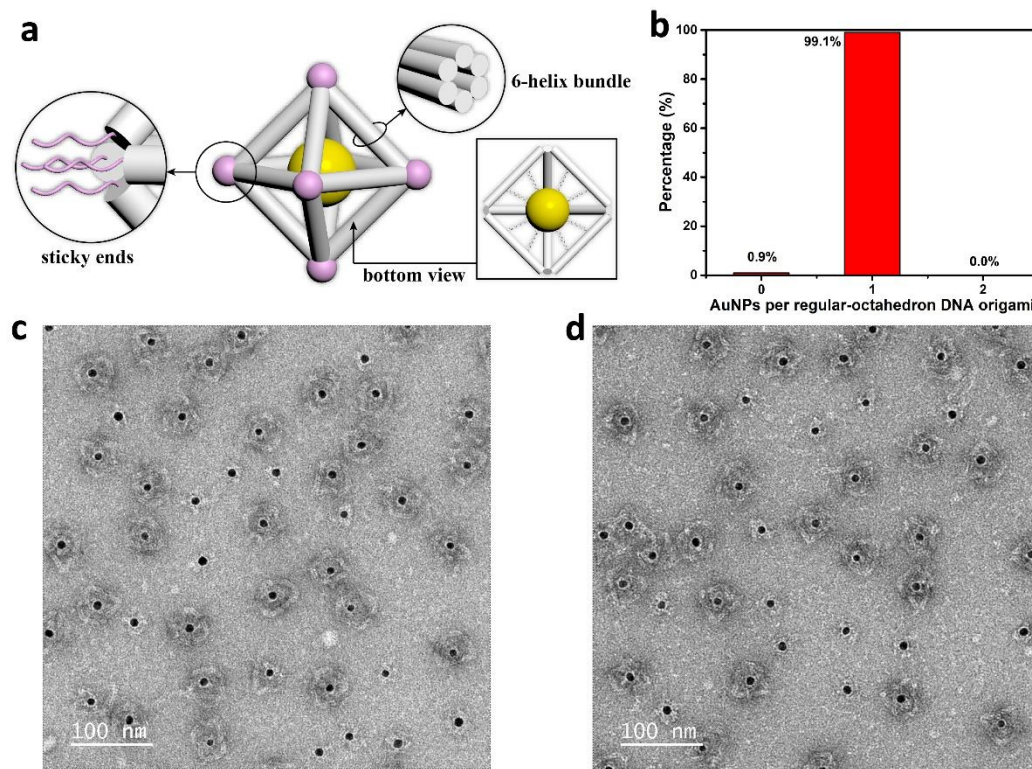 a
6-helix bundle
sticky ends
bottom view
b
Percentage (%)
100
80
60
40
20
0
99.1%
0.9%
0.0%
0
1
2
AuNPs per regular-octahedron DNA origami
c
100 nm
d
100 nm